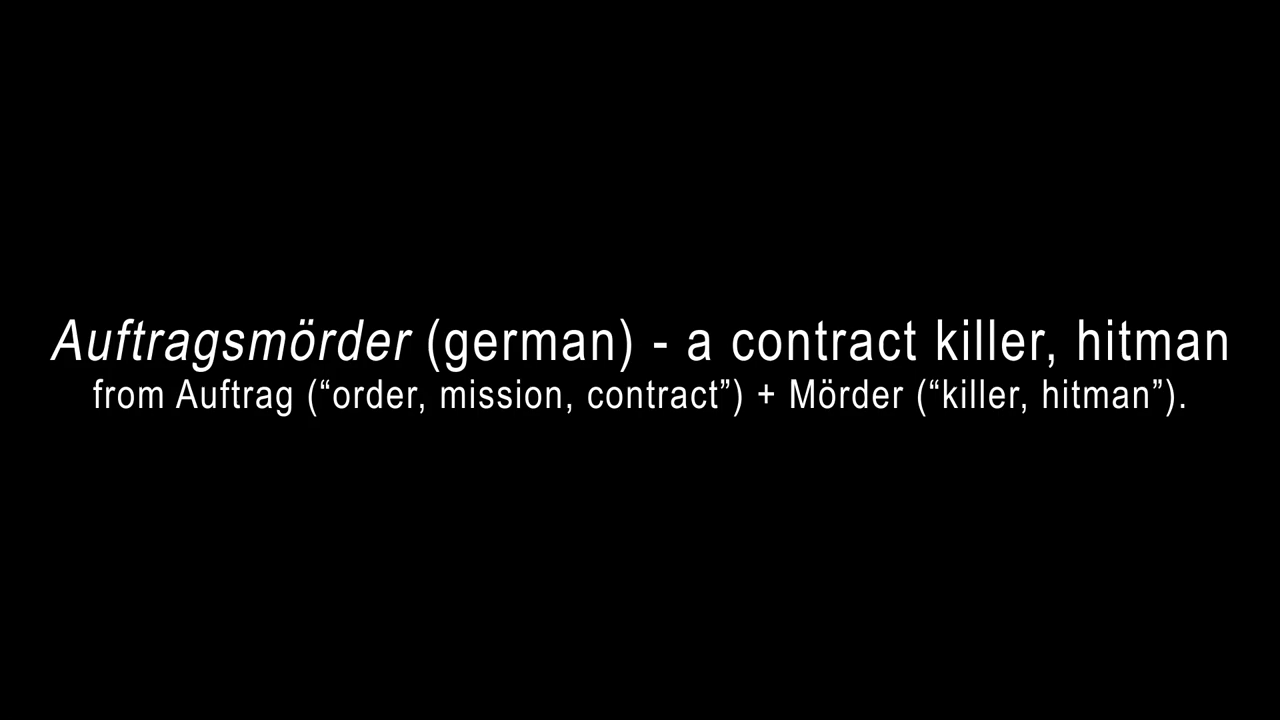 Auftragsmörder (german) - a contract killer, hitman
from Auftrag (“order, mission, contract”) + Mörder (“killer, hitman”).